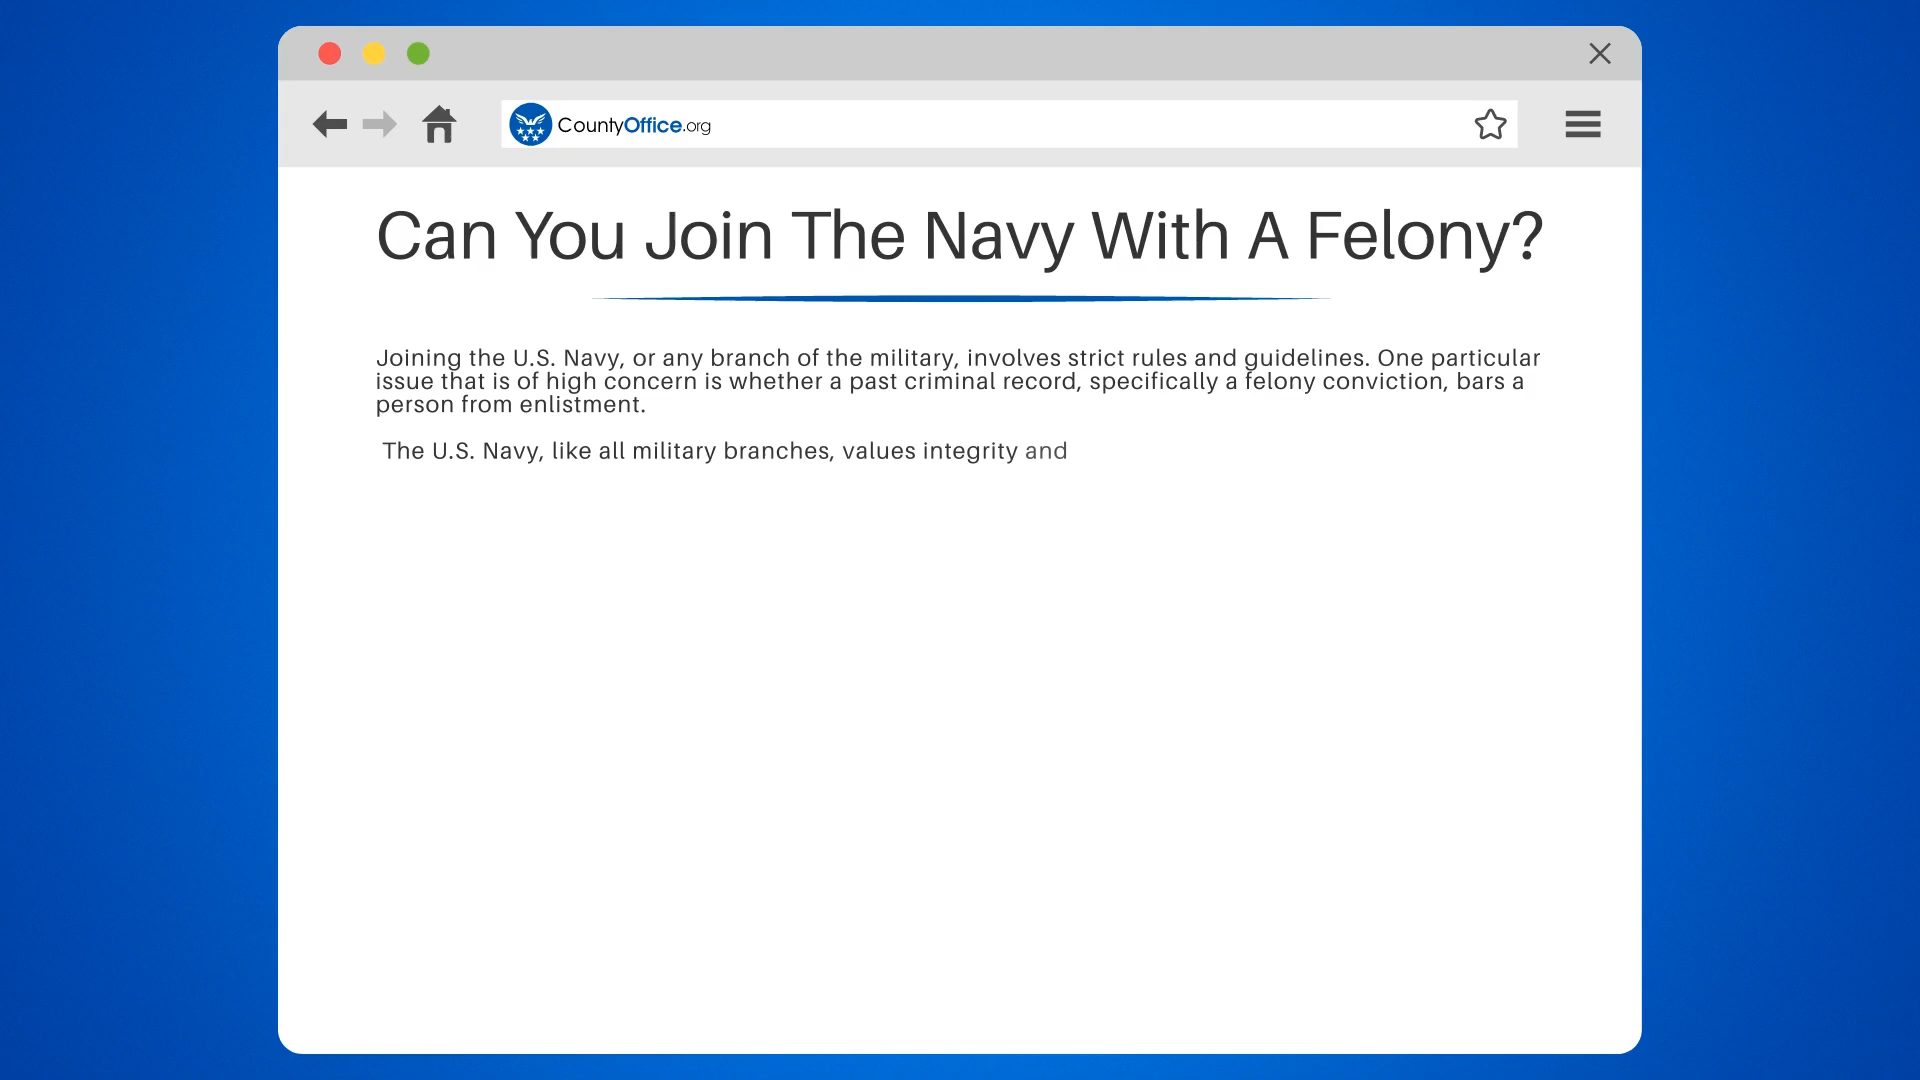 CountyOffice.org
Can You Join The Navy With A Felony?
Joining the U.S. Navy, or any branch of the military, involves strict rules and guidelines. One particular
issue that is of high concern is whether a past criminal record, specifically a felony conviction, bars a
person from enlistment.
The U.S. Navy, like all military branches, values integrity and